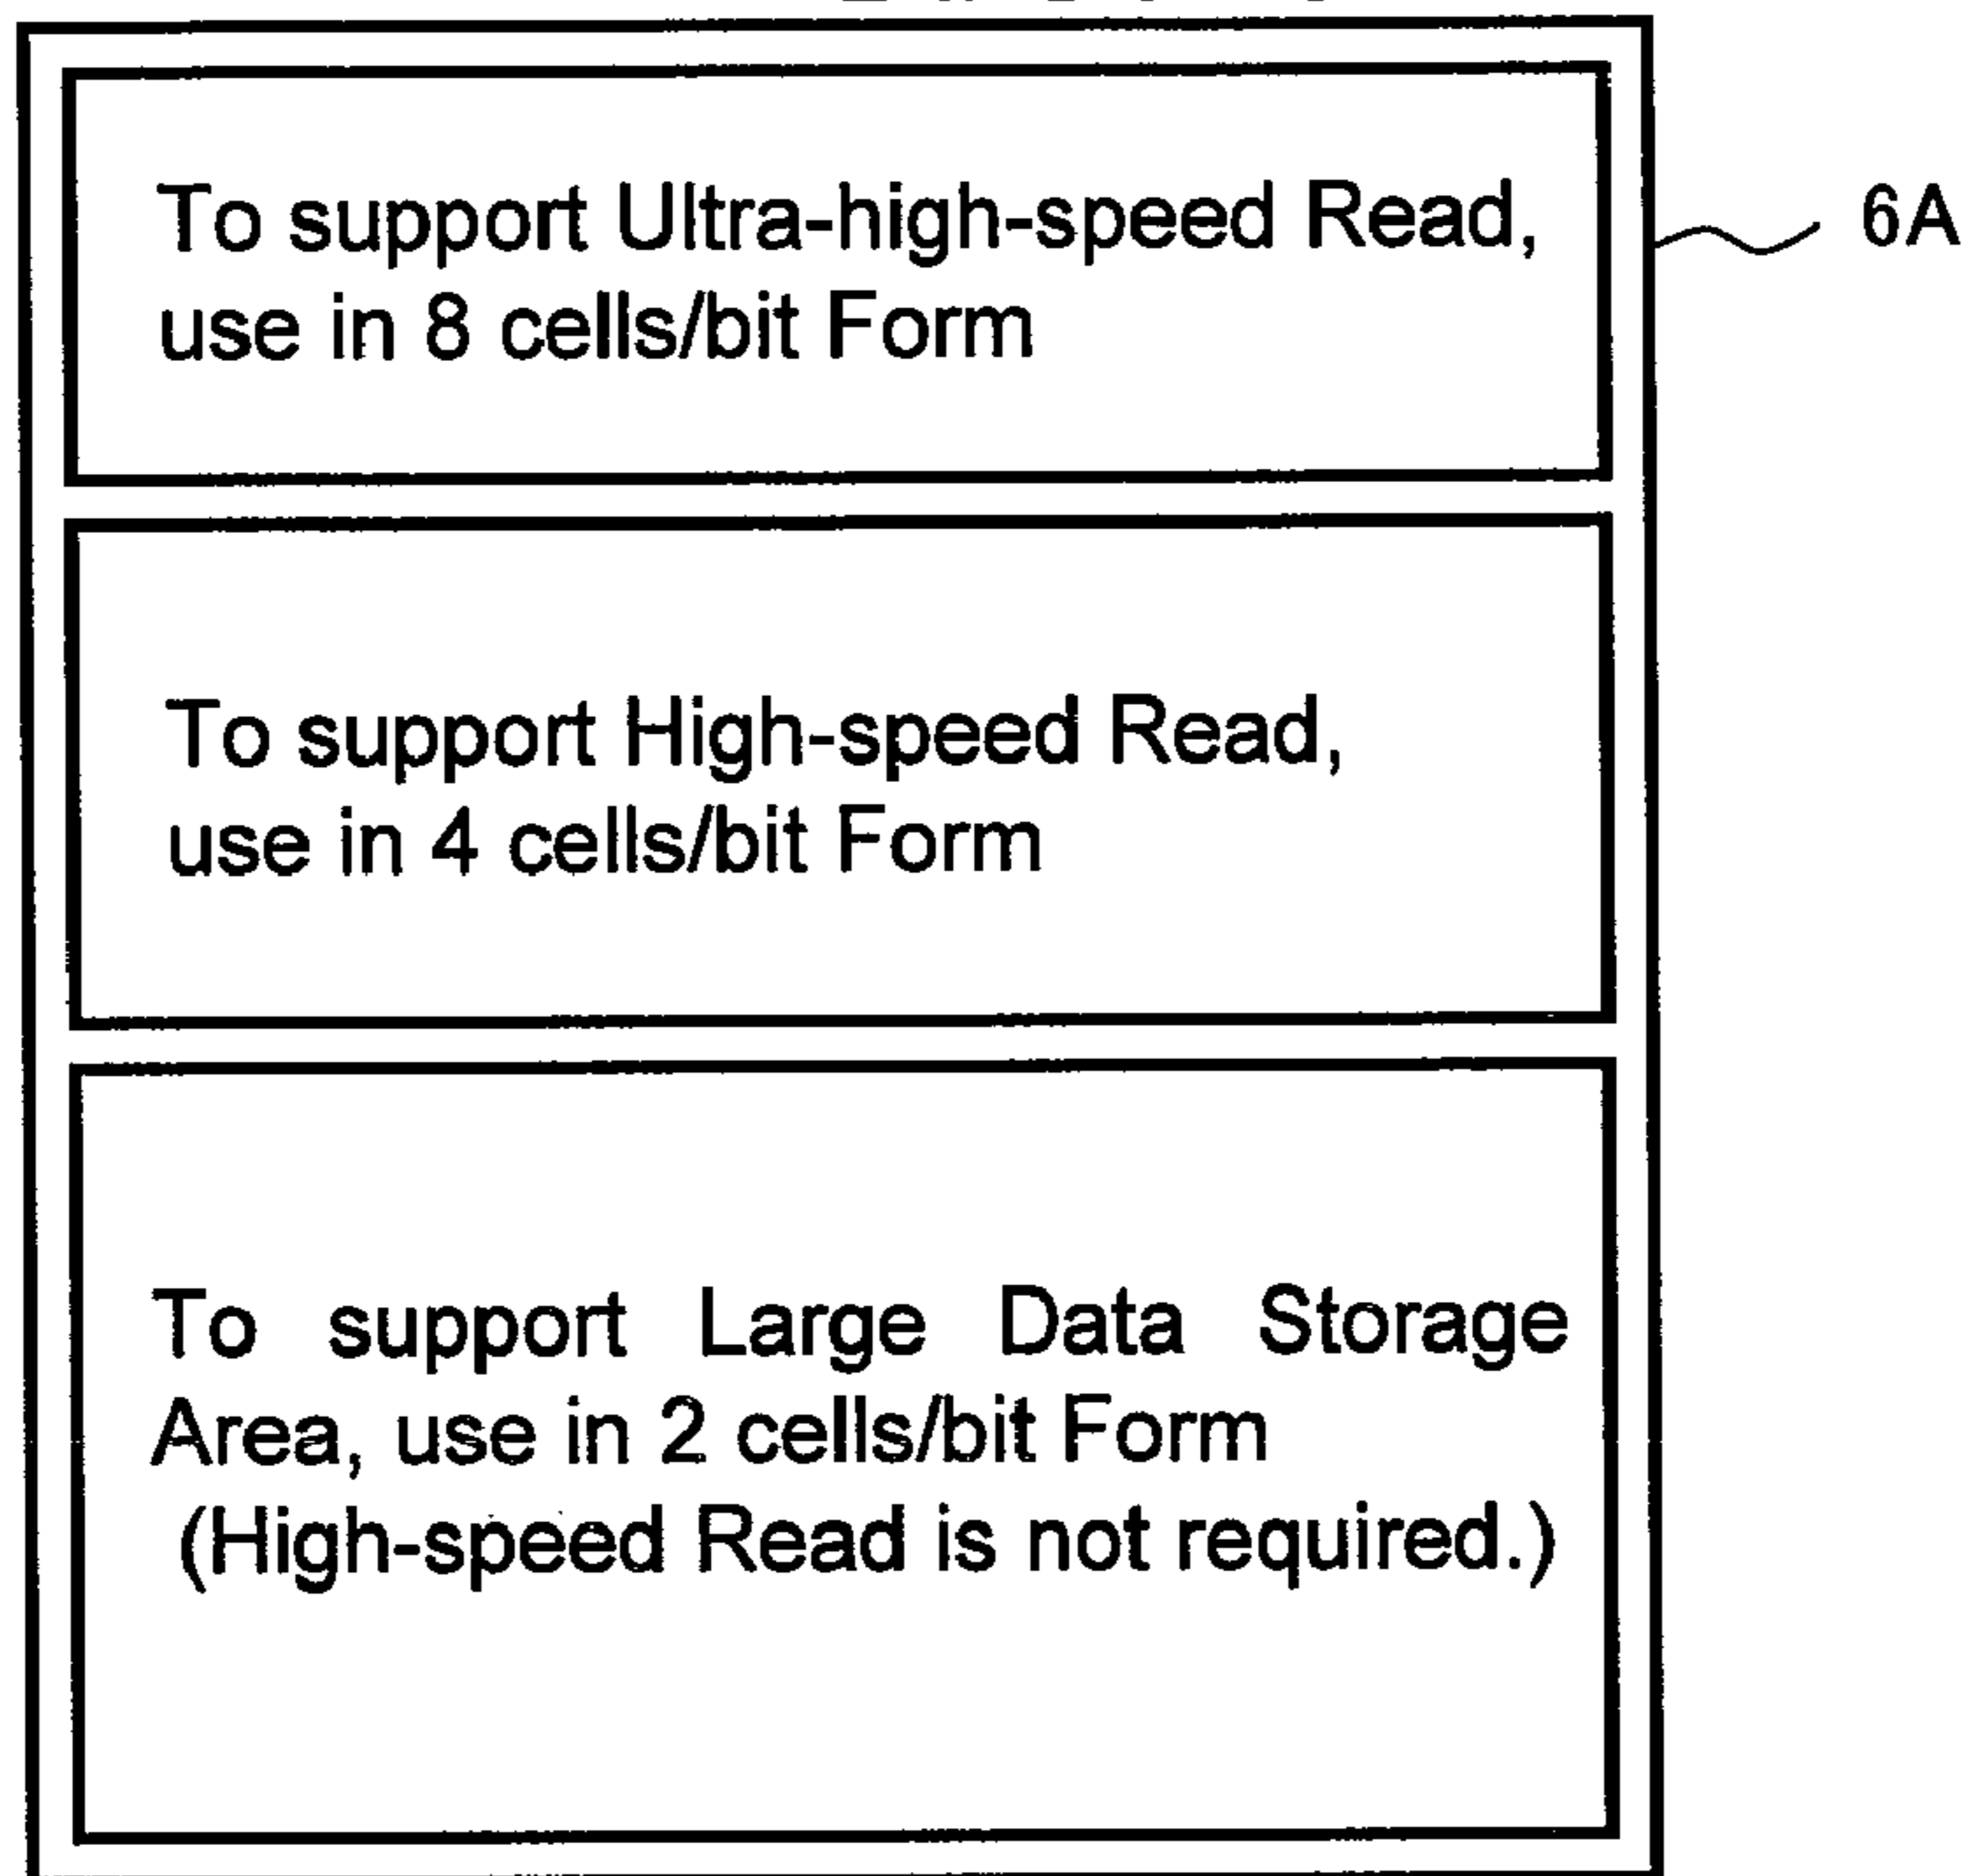 To support Ultra-high-speed Read,
use in 8 cells/bit Form
6A
To support High-speed Read,
use in 4 cells/bit Form
To support Large Data Storage
Area, use in 2 cells/bit Form
(High-speed Read is not required.)